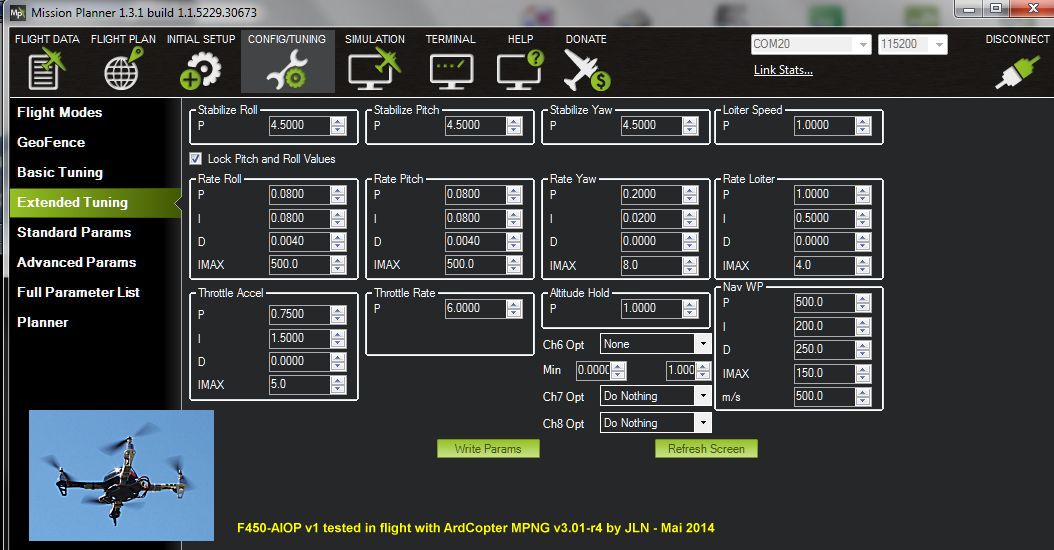 Mp Mission Planner 1.3.1 build 1.1.5229.30673
FLIGHT DATA FLIGHT PLAN INITIAL SETUP CONFIG/TUNING SIMULATION TERMINAL HELP DONATE COM20 115200 DISCONNECT
Link Stats...
Flight Modes
GeoFence
Basic Tuning
Extended Tuning
Standard Params
Advanced Params
Full Parameter List
Planner
Stabilize Roll Stabilize Pitch Stabilize Yaw Loiter Speed
P 4.5000 P 4.5000 P 4.5000 P 1.0000
Lock Pitch and Roll Values
Rate Roll Rate Pitch Rate Yaw Rate Loiter
P 0.0800 P 0.0800 P 0.2000 P 1.0000
I 0.0800 I 0.0800 I 0.0200 I 0.5000
D 0.0040 D 0.0040 D 0.0000 D 0.0000
IMAX 500.0 IMAX 500.0 IMAX 8.0 IMAX 4.0
Throttle Accel Throttle Rate Altitude Hold Nav WP
P 0.7500 P 6.0000 P 1.0000 P 500.0
I 1.5000 I 200.0
D 0.0000 Ch6 Opt None D 250.0
IMAX 5.0 Min 0.0000 1.000 IMAX 150.0
Ch7 Opt Do Nothing m/s 500.0
Ch8 Opt Do Nothing
Write Params Refresh Screen
F450-AIOP v1 tested in flight with ArdCopter MPNG v3.01-r4 by JLN - Mai 2014